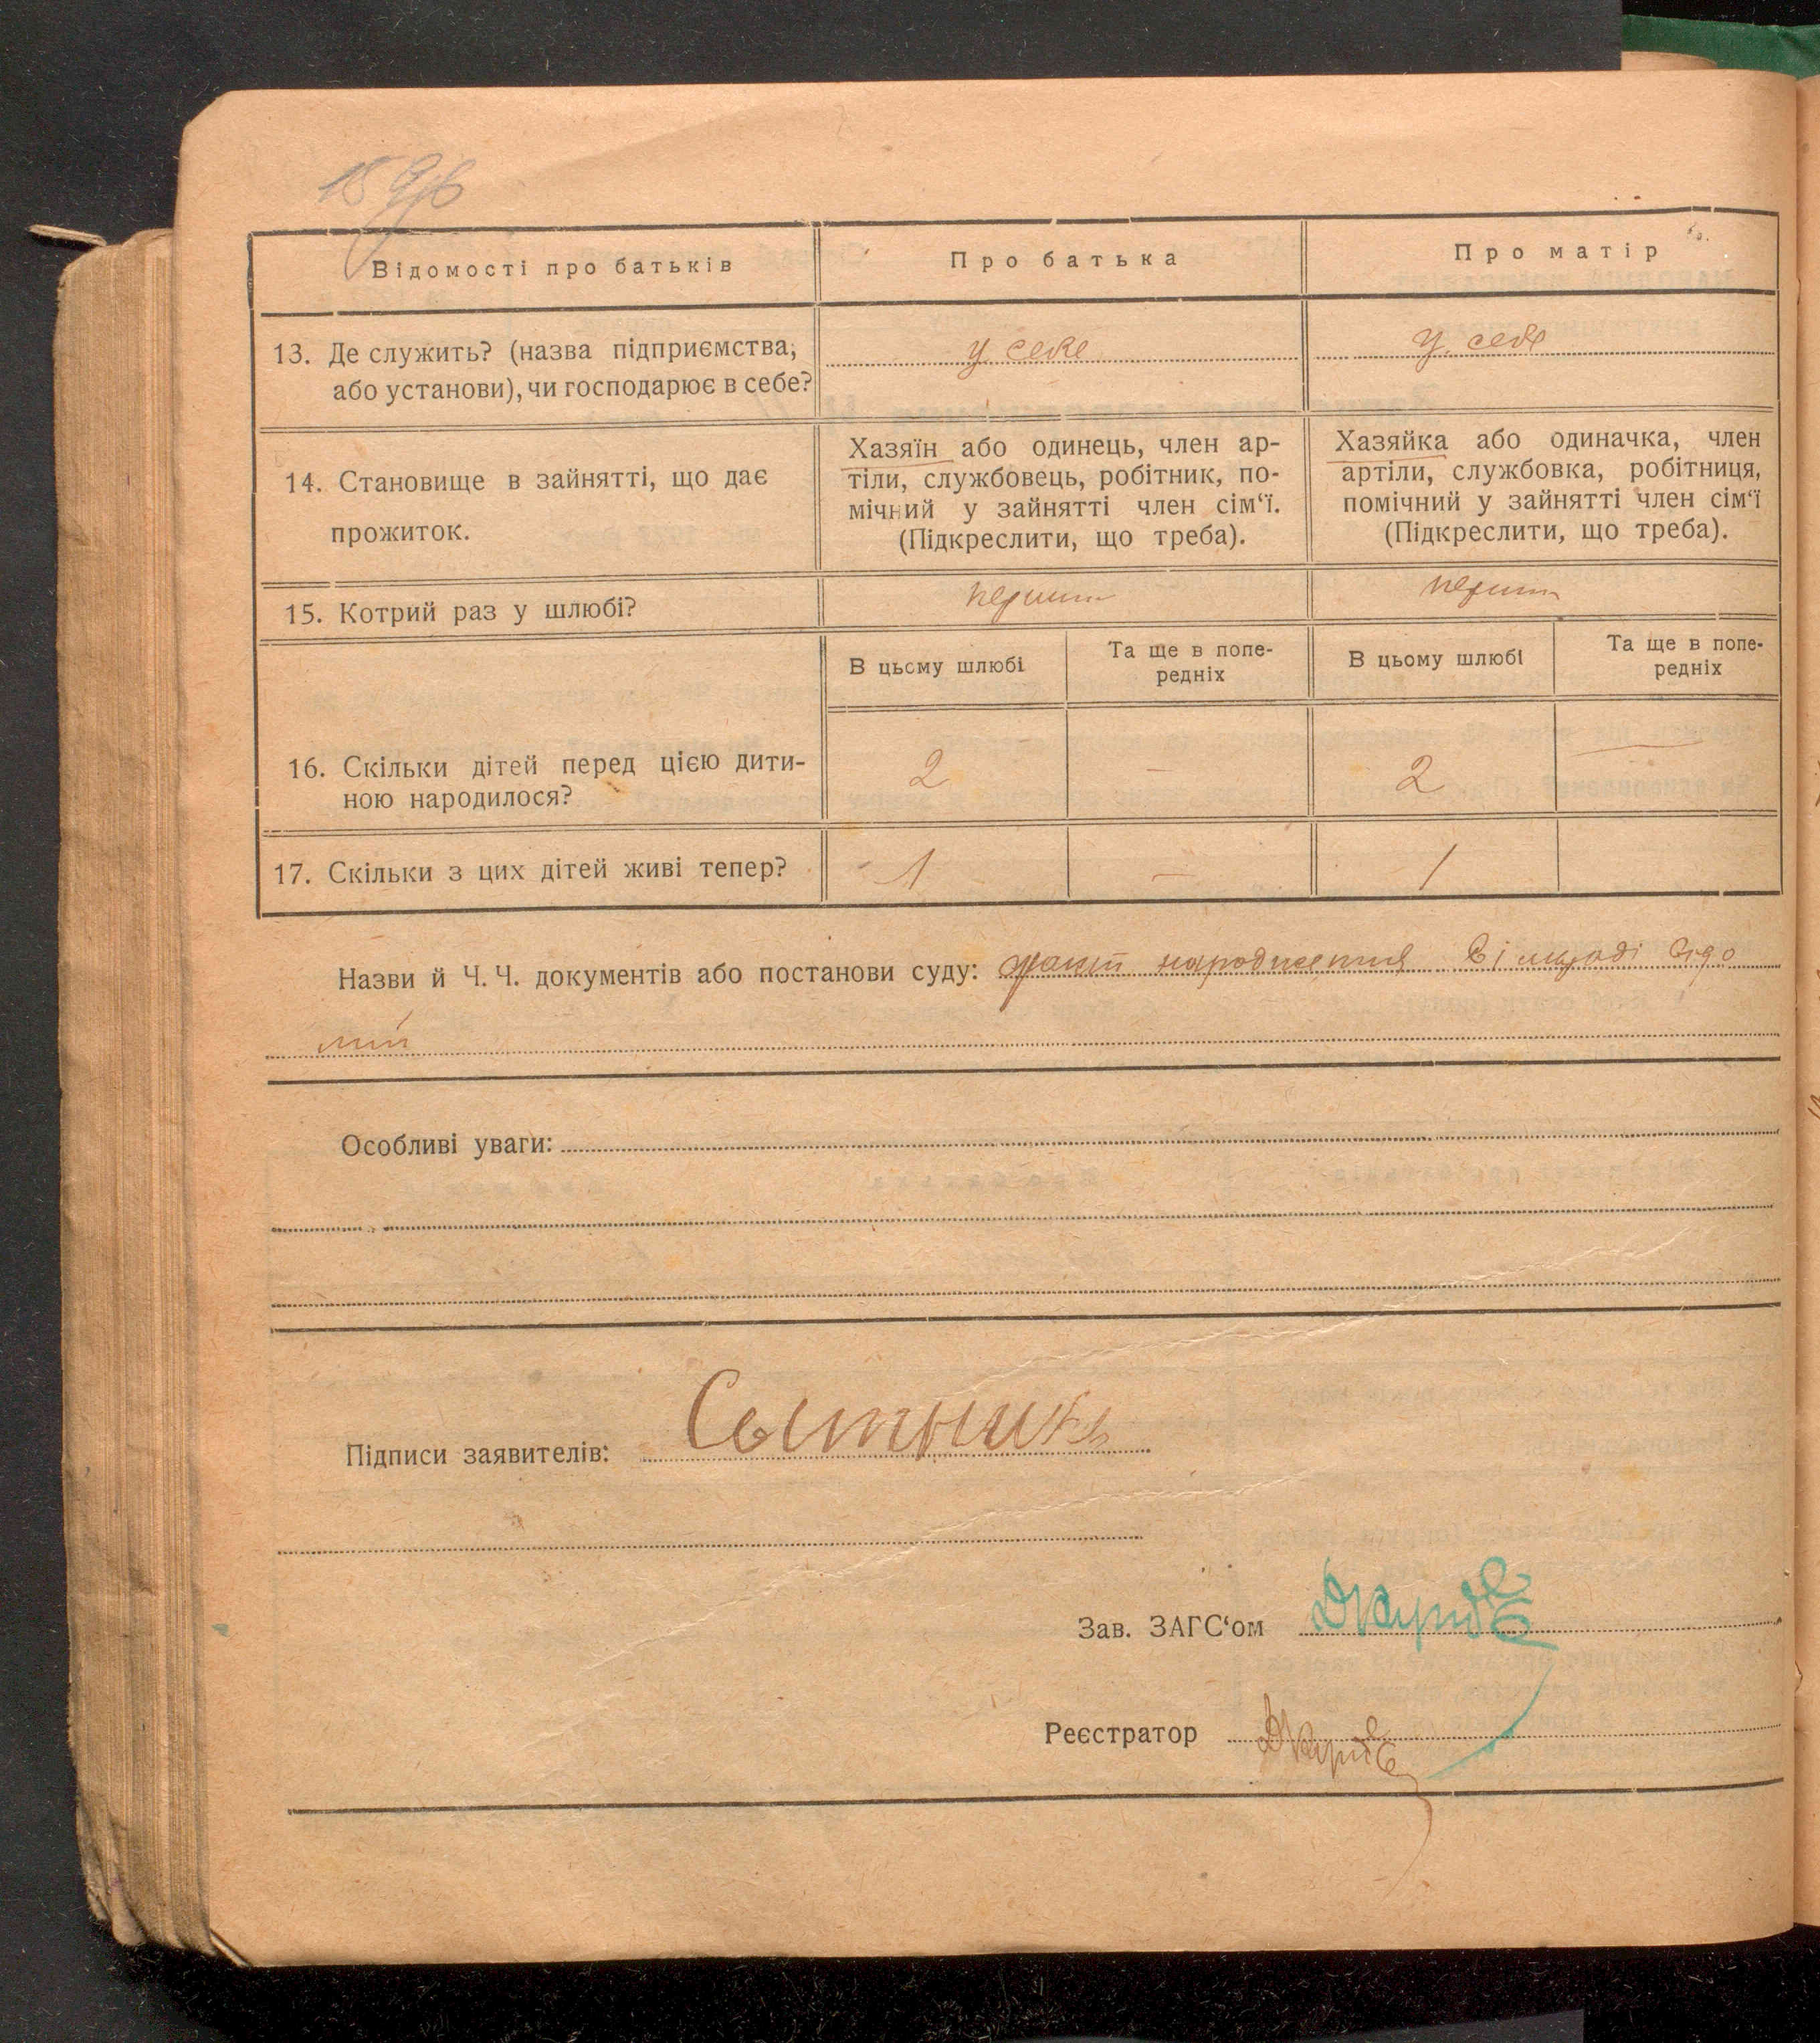 Відомості про батьків
Про батька
Про матір
13. Де служить? (назва підприємства,
або установи), чи господарює в себе?
у себе
у себе
14. Становище в зайнятті, що дає
прожиток.
Хазяїн або одинець, член ар-
тіли, службовець, робітник, по-
мічний у зайнятті член сім‘ї.
(Підкреслити, що треба).
Хазяйка або одиначка, член
артіли, службовка, робітниця,
помічний у зайнятті член сім‘ї
(Підкреслити, що треба).
15. Котрий раз у шлюбі?
В цьому шлюбі
Та ще в попе-
редніх
В цьому шлюбі
Та ще в попе-
редніх
16. Скільки дітей перед цією дити-
ною народилося?
2
—
2
—
17. Скільки з цих дітей живі тепер?
1
—
1
Назви й Ч. Ч. документів або постанови суду: факт народження
Особливі уваги:
Підписи заявителів: Сытникъ
Зав. ЗАГС‘ом
Реєстратор